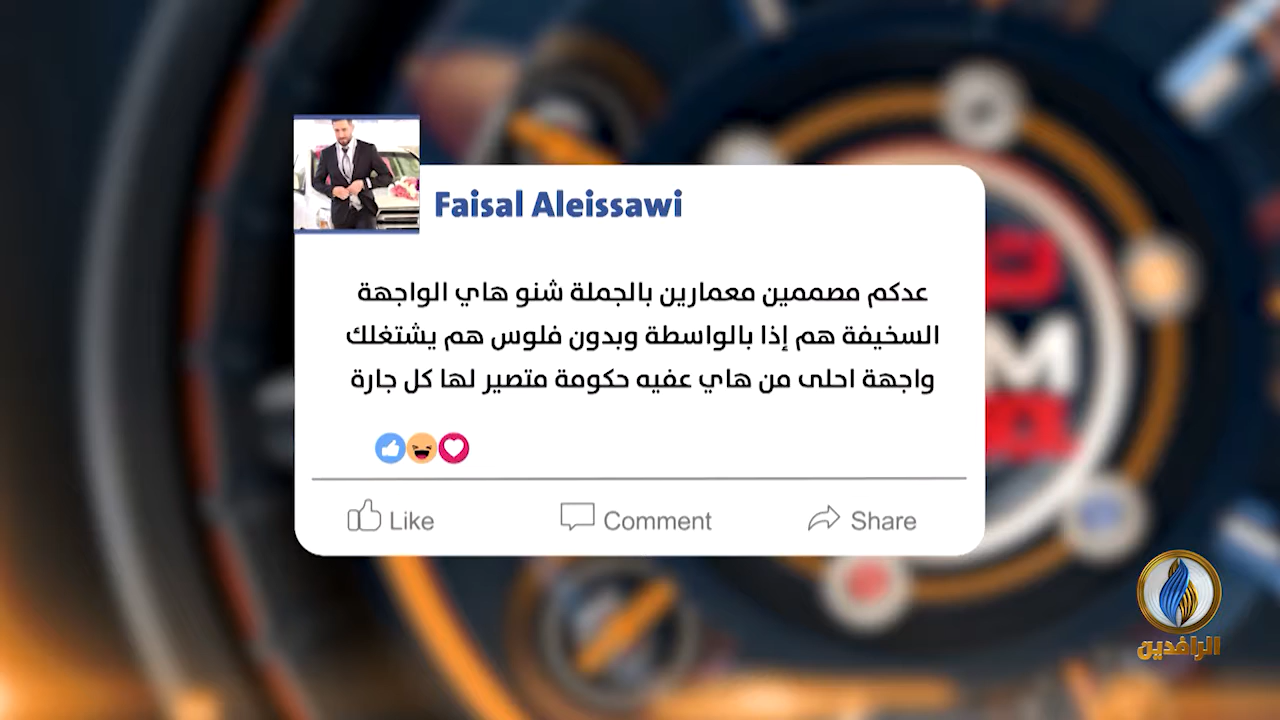 Faisal Aleissawi
عدكم مصممين معمارين بالجملة شنو هاي الواجهة
السخيفة هم إذا بالواسطة وبدون فلوس هم يشتغلك
واجهة احلى من هاي عفيه حكومة متصير لها كل جارة
Like
Comment
Share
الرافدين